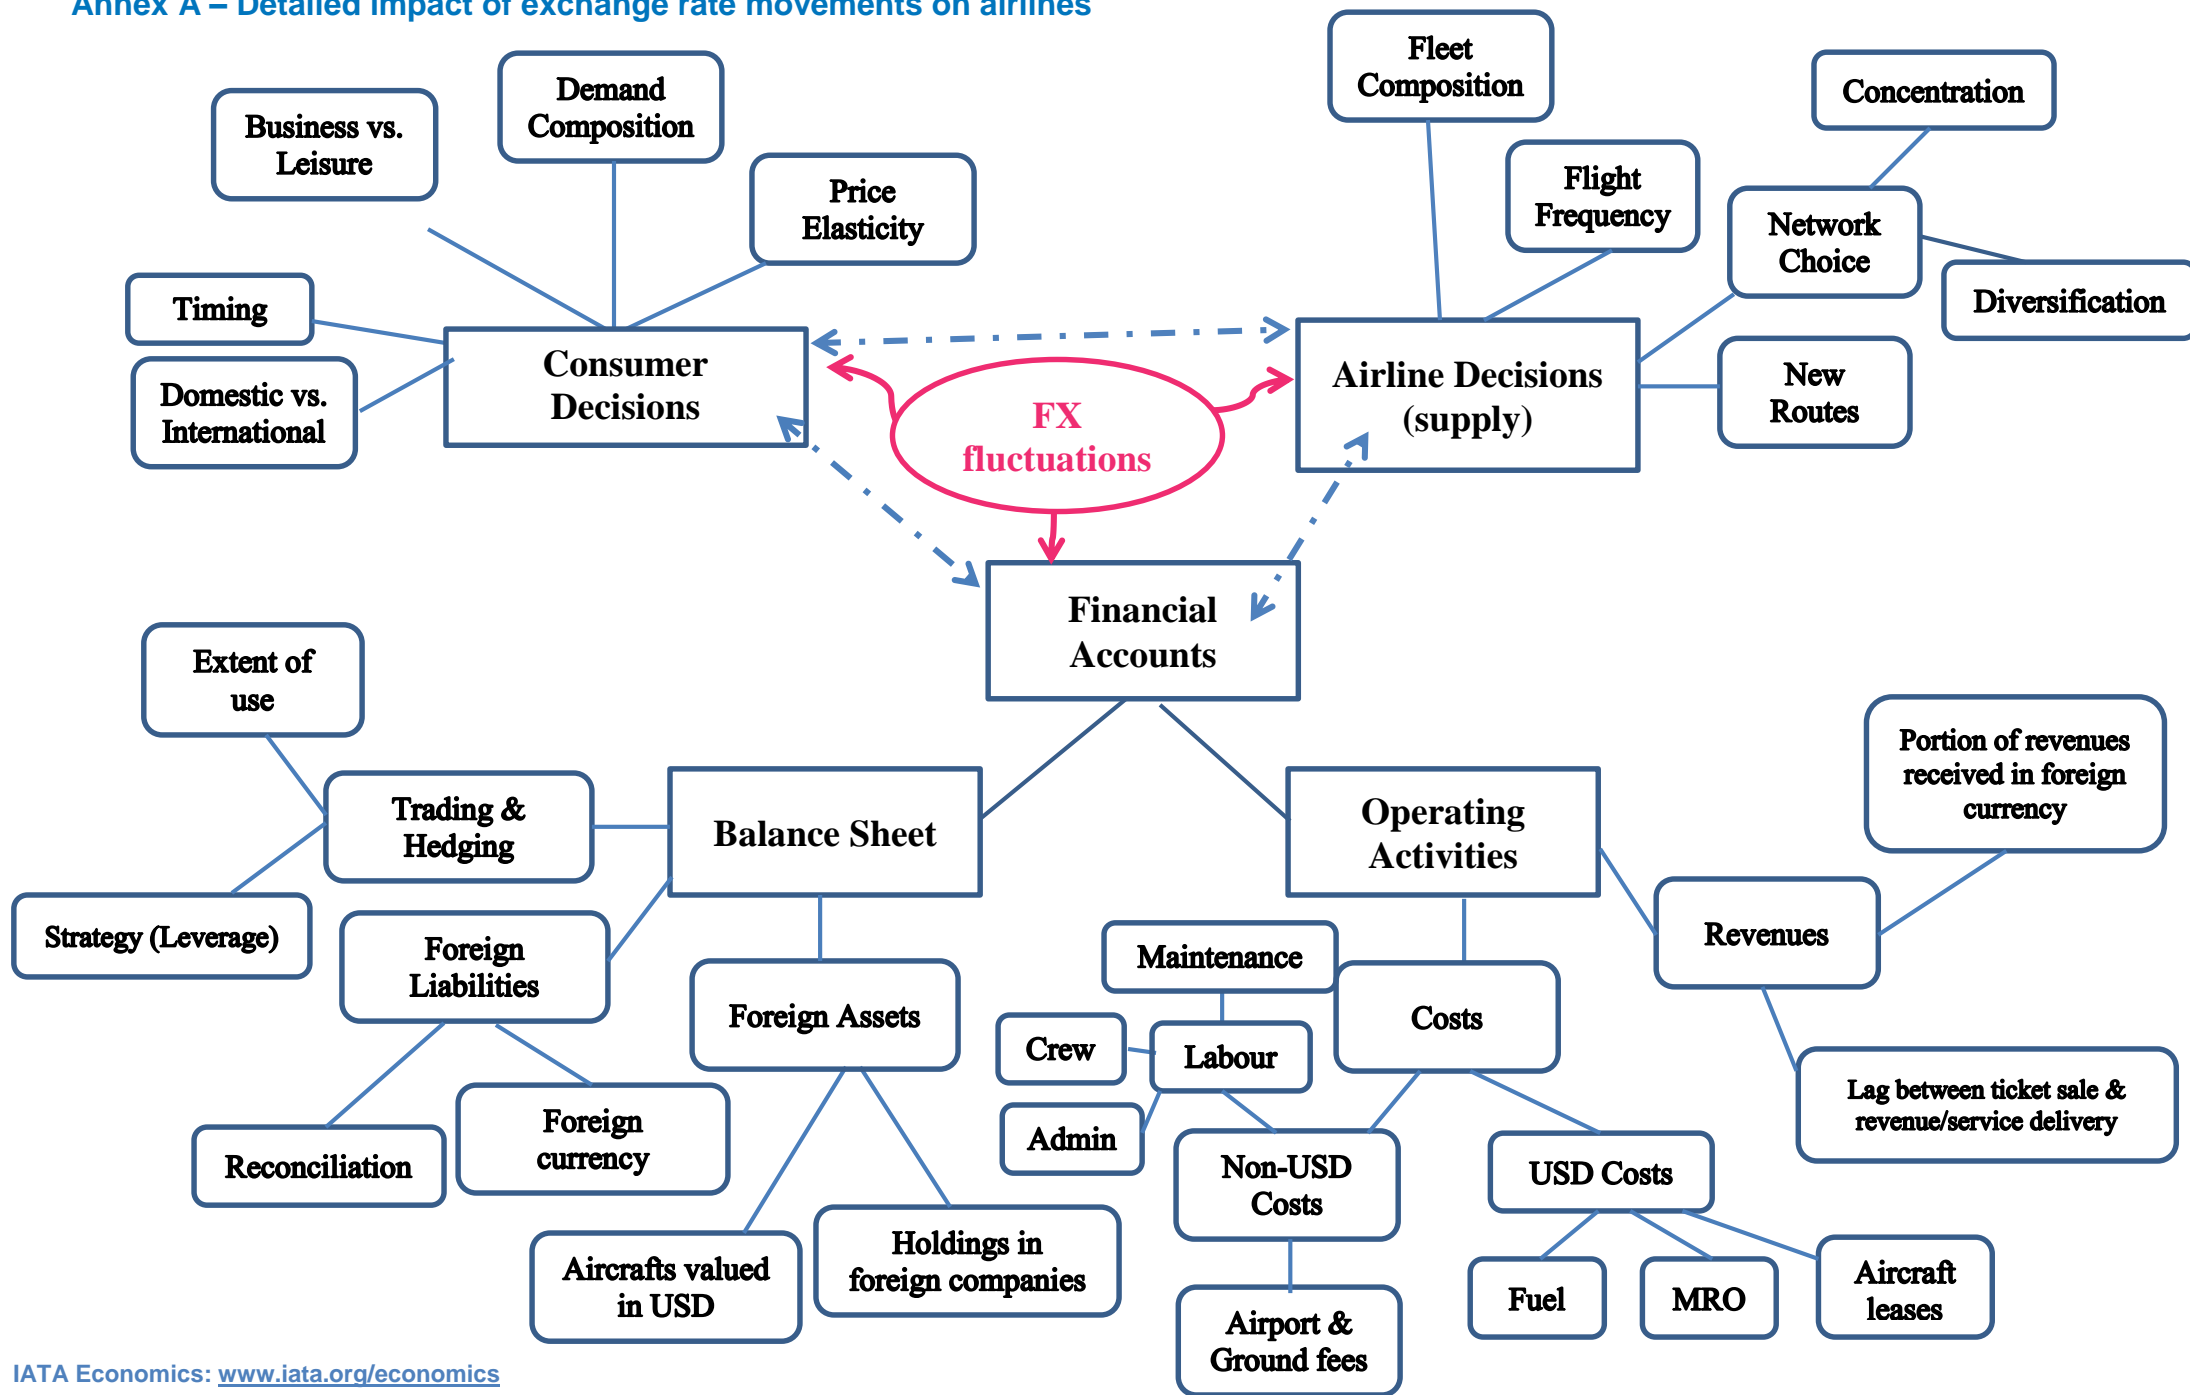 Annex A – Detailed impact of exchange rate movements on airlines
Fleet
Composition
Demand
Composition
Concentration
Business vs.
Leisure
Price
Elasticity
Flight
Frequency
Network
Choice
Timing
Diversification
Consumer
Decisions
Airline Decisions
(supply)
Domestic vs.
International
FX
fluctuations
New
Routes
Financial
Accounts
Extent of
use
Portion of revenues
received in foreign
currency
Trading &
Hedging
Balance Sheet
Operating
Activities
Strategy (Leverage)
Foreign
Liabilities
Revenues
Maintenance
Foreign Assets
Costs
Crew
Labour
Lag between ticket sale &
revenue/service delivery
Admin
Foreign
currency
Reconciliation
Non-USD
Costs
USD Costs
Aircrafts valued
in USD
Holdings in
foreign companies
Fuel
MRO
Aircraft
leases
Airport &
Ground fees
IATA Economics: www.iata.org/economics